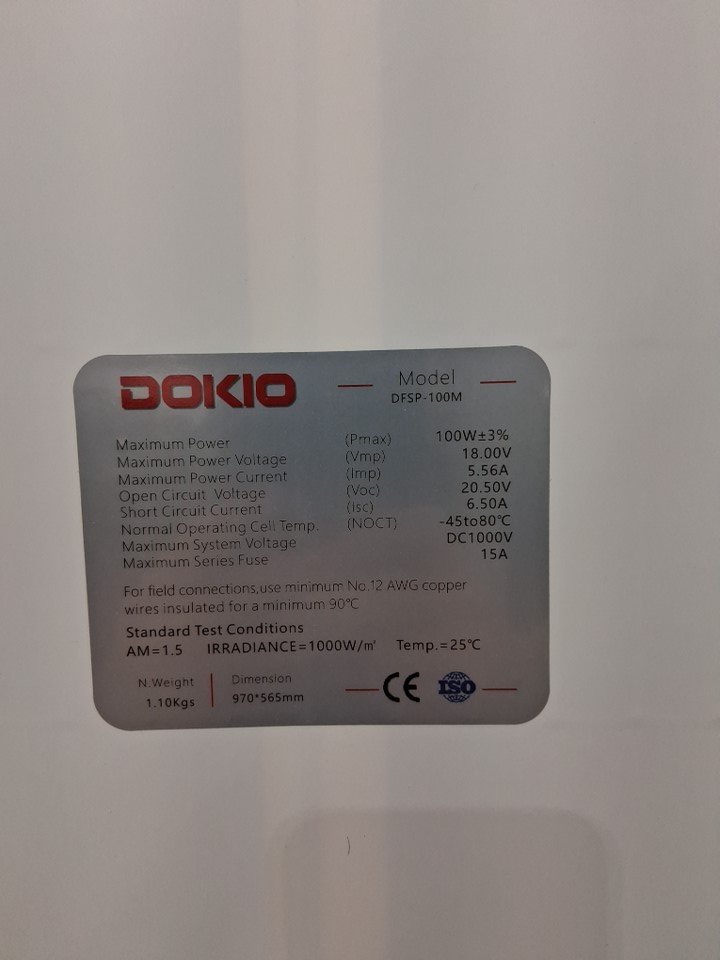 DOKIO
Model
DFSP-100M
Maximum Power (Pmax) 100W±3%
Maximum Power Voltage (Vmp) 18.00V
Maximum Power Current (Imp) 5.56A
Open Circuit Voltage (Voc) 20.50V
Short Circuit Current (Isc) 6.50A
Normal Operating Cell Temp. (NOCT) -45to80℃
Maximum System Voltage DC1000V
Maximum Series Fuse 15A
For field connections,use minimum No.12 AWG copper
wires insulated for a minimum 90℃
Standard Test Conditions
AM=1.5 IRRADIANCE=1000W/㎡ Temp.=25℃
N.Weight Dimension
1.10Kgs 970*565mm
CE ISO